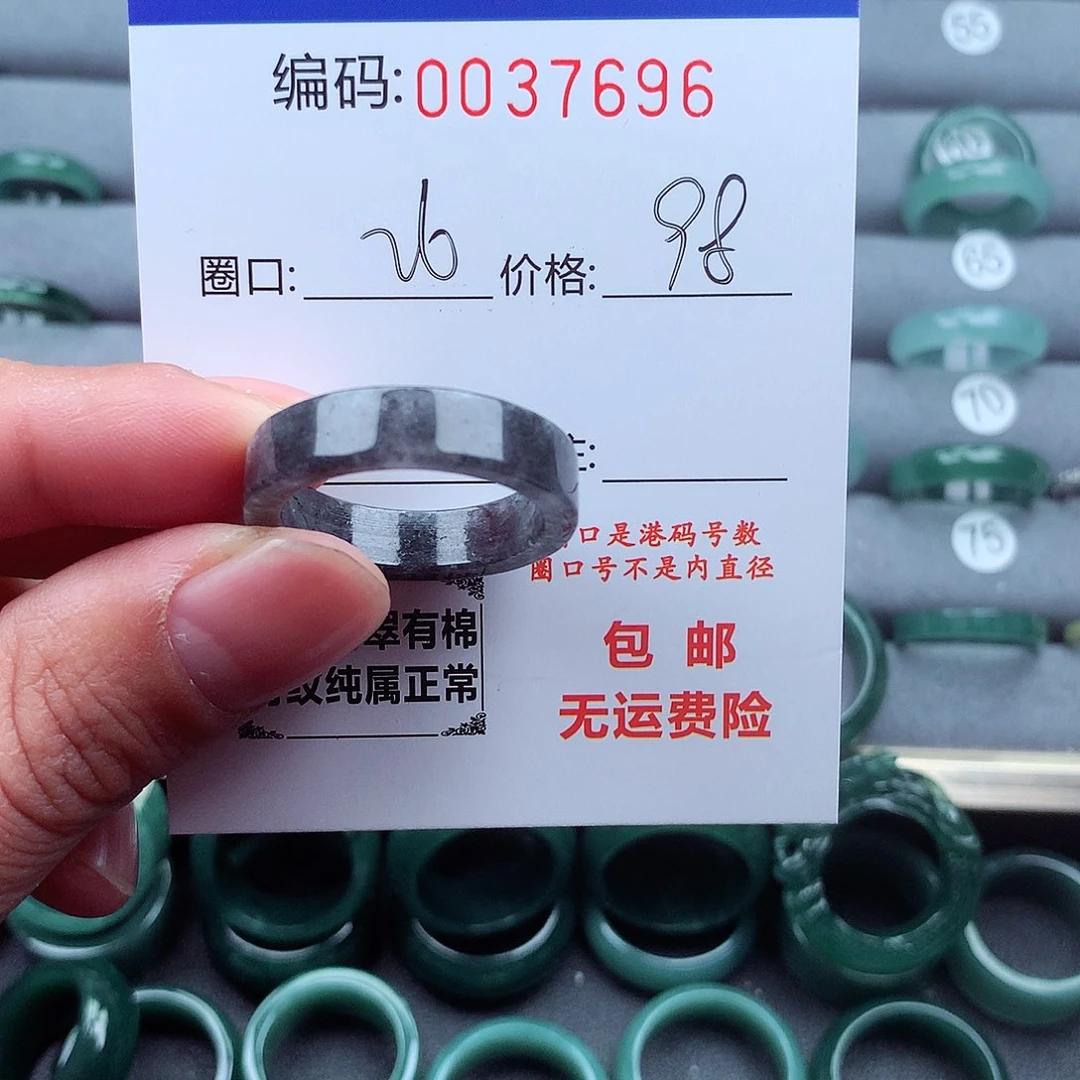 编码:0037696
圈口: 26 价格: 98
注:
口是港码号数
圈口号不是内直径
翠有棉
纹纯属正常
包邮
无运费险
55
65
70
75